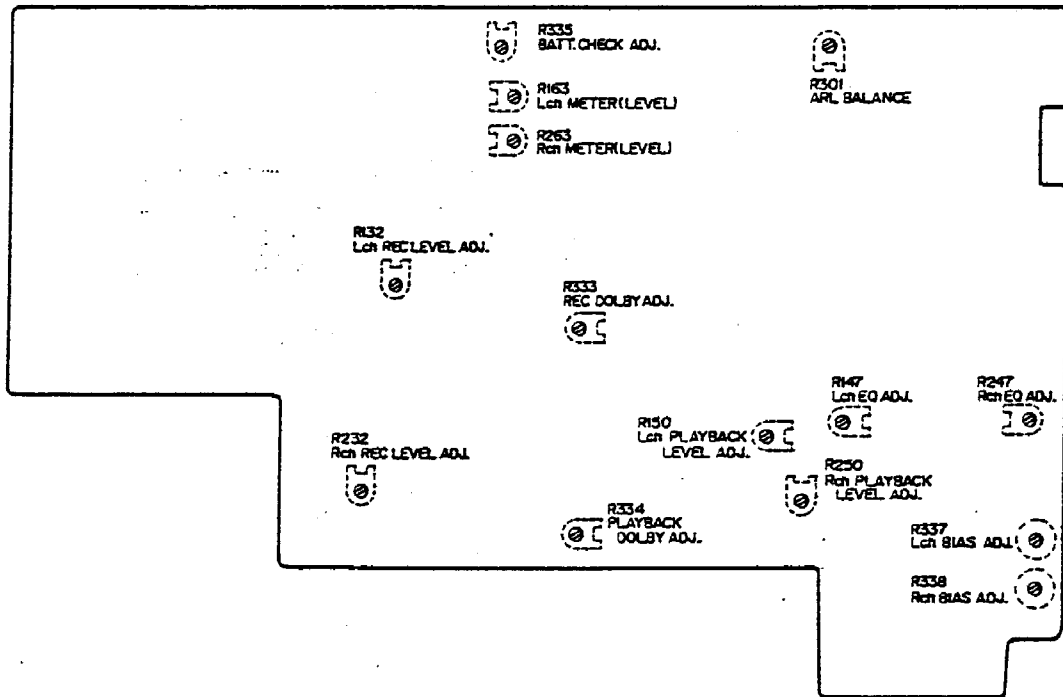 R335
BATT. CHECK ADJ.
R301
ARL BALANCE
R163
Lch METER(LEVEL)
R263
Rch METER(LEVEL)
R132
Lch REC LEVEL ADJ.
R333
REC DOLBY ADJ.
R147
Lch EQ ADJ.
R247
Rch EQ ADJ.
R150
Lch PLAYBACK
LEVEL ADJ.
R232
Rch REC LEVEL ADJ.
R250
Rch PLAYBACK
LEVEL ADJ.
R334
PLAYBACK
DOLBY ADJ.
R337
Lch BIAS ADJ.
R338
Rch BIAS ADJ.